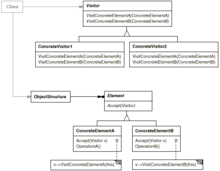 Client
Visitor
VisitConcreteElementA(ConcreteElementA)
VisitConcreteElementB(ConcreteElementB)
ConcreteVisitor1
VisitConcreteElementA(ConcreteElementA)
VisitConcreteElementB(ConcreteElementB)
ConcreteVisitor2
VisitConcreteElementA(ConcreteElementA)
VisitConcreteElementB(ConcreteElementB)
ObjectStructure
Element
Accept(Visitor)
ConcreteElementA
Accept(Visitor v)
OperationA()
ConcreteElementB
Accept(Visitor v)
OperationB()
v->VisitConcreteElementA(this)
v->VisitConcreteElementB(this)